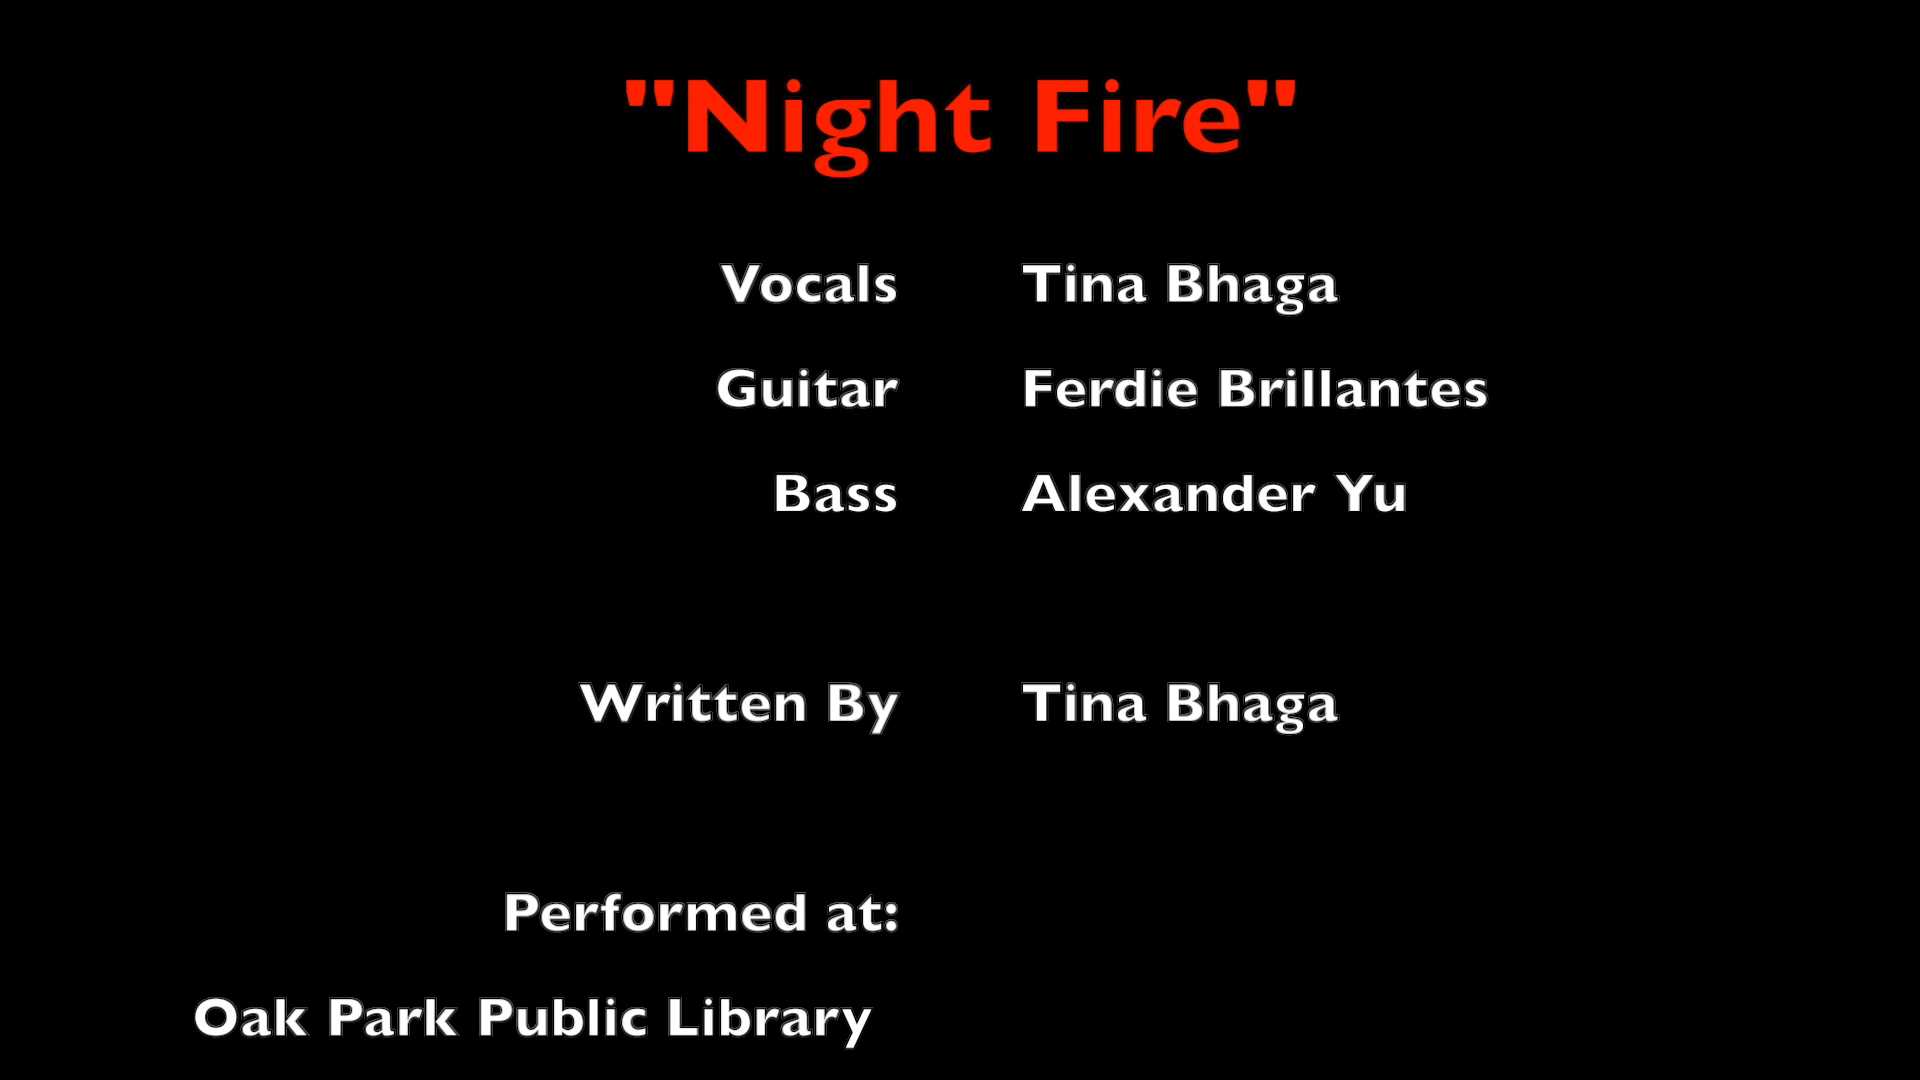 "Night Fire"
Vocals Tina Bhaga
Guitar Ferdie Brillantes
Bass Alexander Yu
Written By Tina Bhaga
Performed at:
Oak Park Public Library